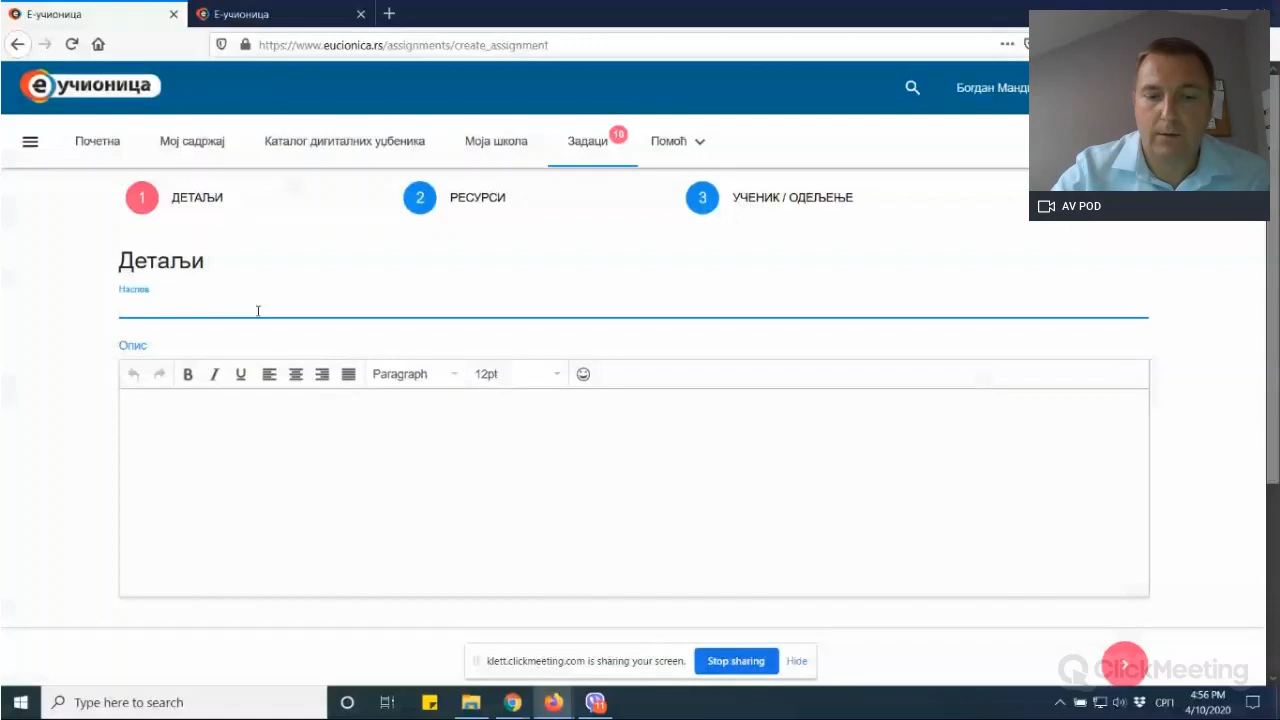 Е-учионица
Е-учионица
https://www.eucionica.rs/assignments/create_assignment
е учионица
Богдан
Почетна
Мој садржај
Каталог дигиталних уџбеника
Моја школа
Задаци
10
Помоћ
AV POD
1 ДЕТАЉИ
2 РЕСУРСИ
3 УЧЕНИК / ОДЕЉЕЊЕ
Детаљи
Наслов
Опис
B I U
Paragraph
12pt
klett.clickmeeting.com is sharing your screen.
Stop sharing
Hide
ClickMeeting
Type here to search
11
СРП
4:56 PM
4/10/2020